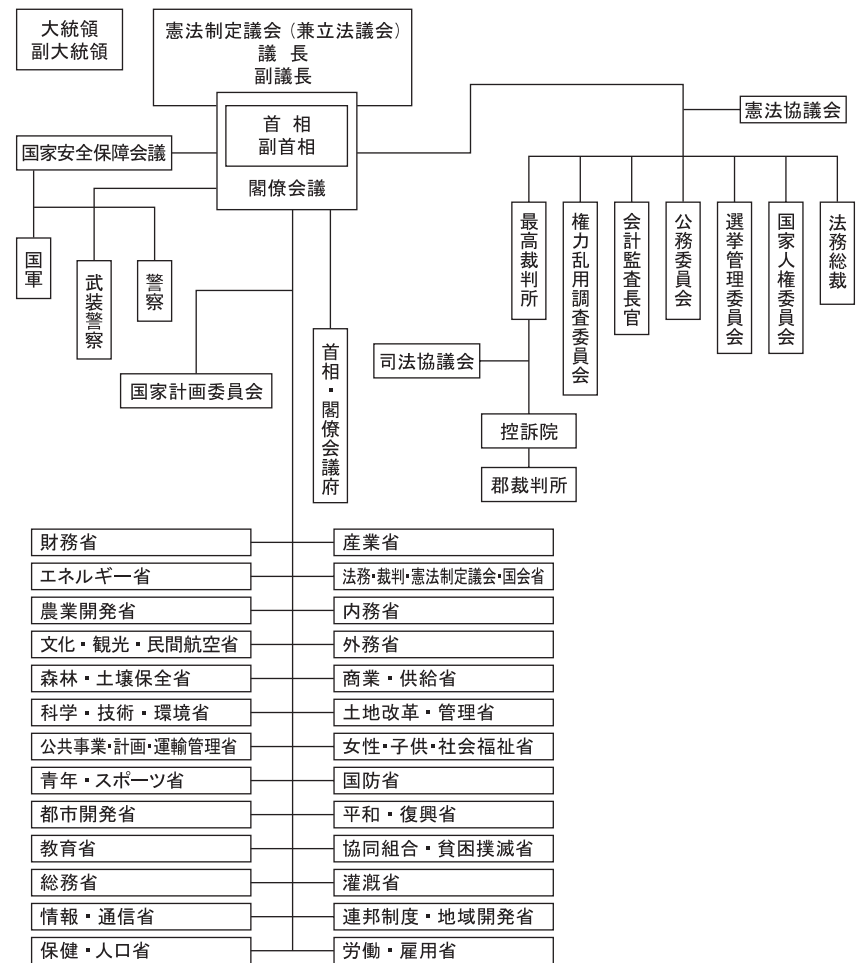 大統領
副大統領
憲法制定議会（兼立法議会）
議 長
副議長
首 相
副首相
閣僚会議
憲法協議会
国家安全保障会議
国軍
武装警察
警察
最高裁判所
権力乱用調査委員会
会計監査長官
公務委員会
選挙管理委員会
国家人権委員会
法務総裁
国家計画委員会
首相・閣僚会議府
司法協議会
控訴院
郡裁判所
財務省
産業省
エネルギー省
法務・裁判・憲法制定議会・国会省
農業開発省
内務省
文化・観光・民間航空省
外務省
森林・土壌保全省
商業・供給省
科学・技術・環境省
土地改革・管理省
公共事業・計画・運輸管理省
女性・子供・社会福祉省
青年・スポーツ省
国防省
都市開発省
平和・復興省
教育省
協同組合・貧困撲滅省
総務省
灌漑省
情報・通信省
連邦制度・地域開発省
保健・人口省
労働・雇用省